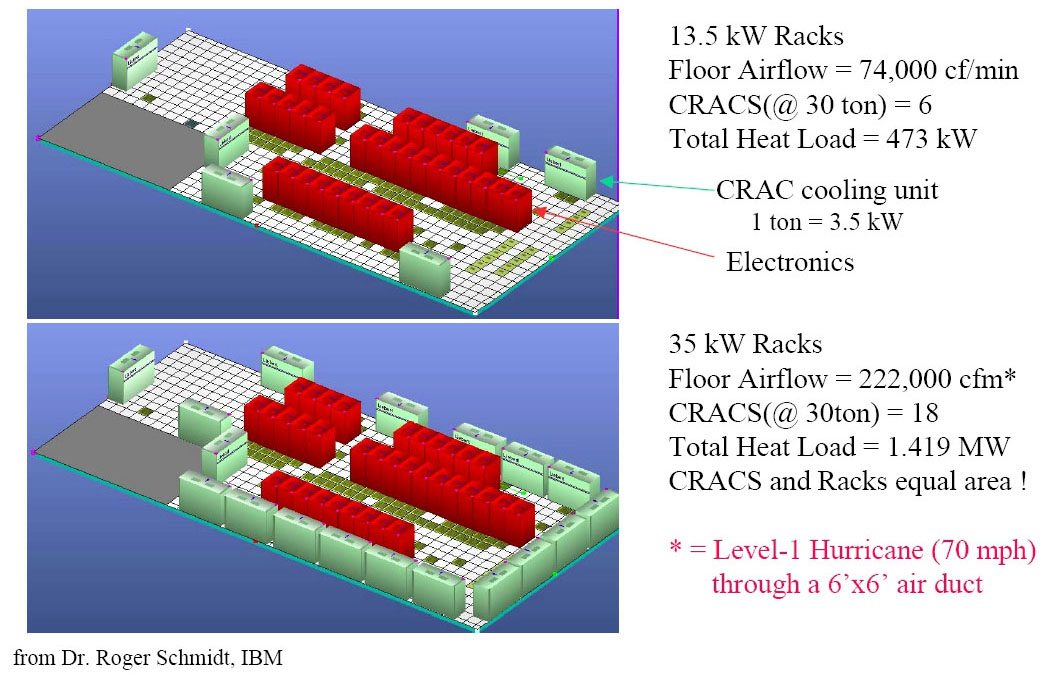 13.5 kW Racks
Floor Airflow = 74,000 cf/min
CRACS(@ 30 ton) = 6
Total Heat Load = 473 kW
CRAC cooling unit
1 ton = 3.5 kW
Electronics
35 kW Racks
Floor Airflow = 222,000 cfm*
CRACS(@ 30ton) = 18
Total Heat Load = 1.419 MW
CRACS and Racks equal area !
* = Level-1 Hurricane (70 mph)
through a 6’x6’ air duct
from Dr. Roger Schmidt, IBM